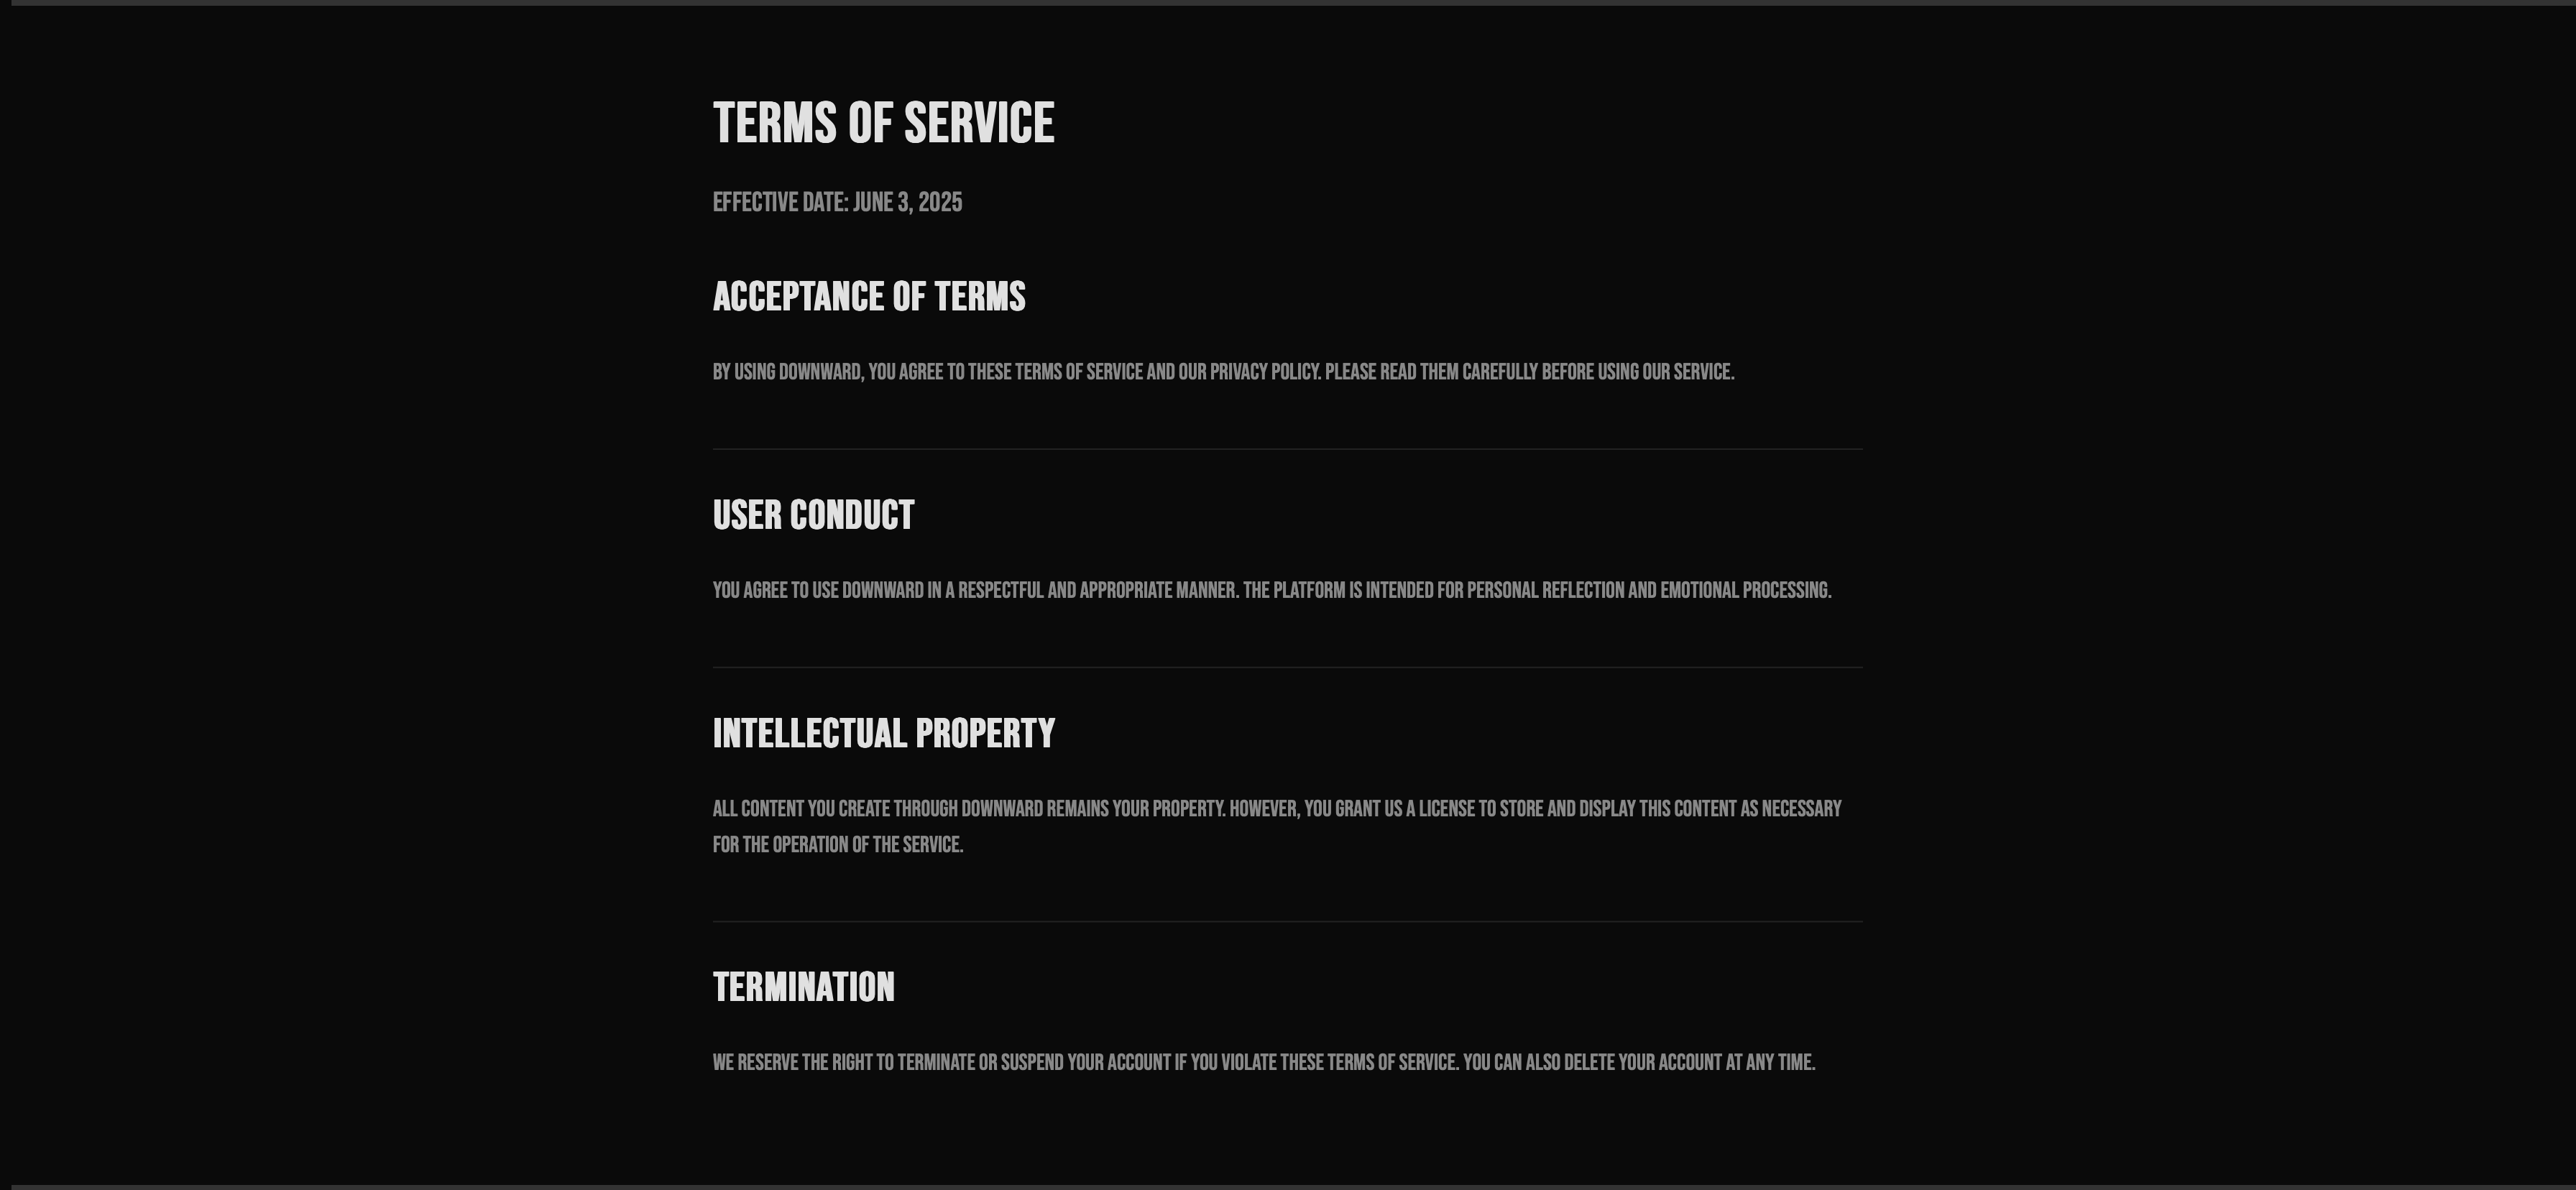 TERMS OF SERVICE
EFFECTIVE DATE: JUNE 3, 2025
ACCEPTANCE OF TERMS
BY USING DOWNWARD, YOU AGREE TO THESE TERMS OF SERVICE AND OUR PRIVACY POLICY. PLEASE READ THEM CAREFULLY BEFORE USING OUR SERVICE.
USER CONDUCT
YOU AGREE TO USE DOWNWARD IN A RESPECTFUL AND APPROPRIATE MANNER. THE PLATFORM IS INTENDED FOR PERSONAL REFLECTION AND EMOTIONAL PROCESSING.
INTELLECTUAL PROPERTY
ALL CONTENT YOU CREATE THROUGH DOWNWARD REMAINS YOUR PROPERTY. HOWEVER, YOU GRANT US A LICENSE TO STORE AND DISPLAY THIS CONTENT AS NECESSARY
FOR THE OPERATION OF THE SERVICE.
TERMINATION
WE RESERVE THE RIGHT TO TERMINATE OR SUSPEND YOUR ACCOUNT IF YOU VIOLATE THESE TERMS OF SERVICE. YOU CAN ALSO DELETE YOUR ACCOUNT AT ANY TIME.